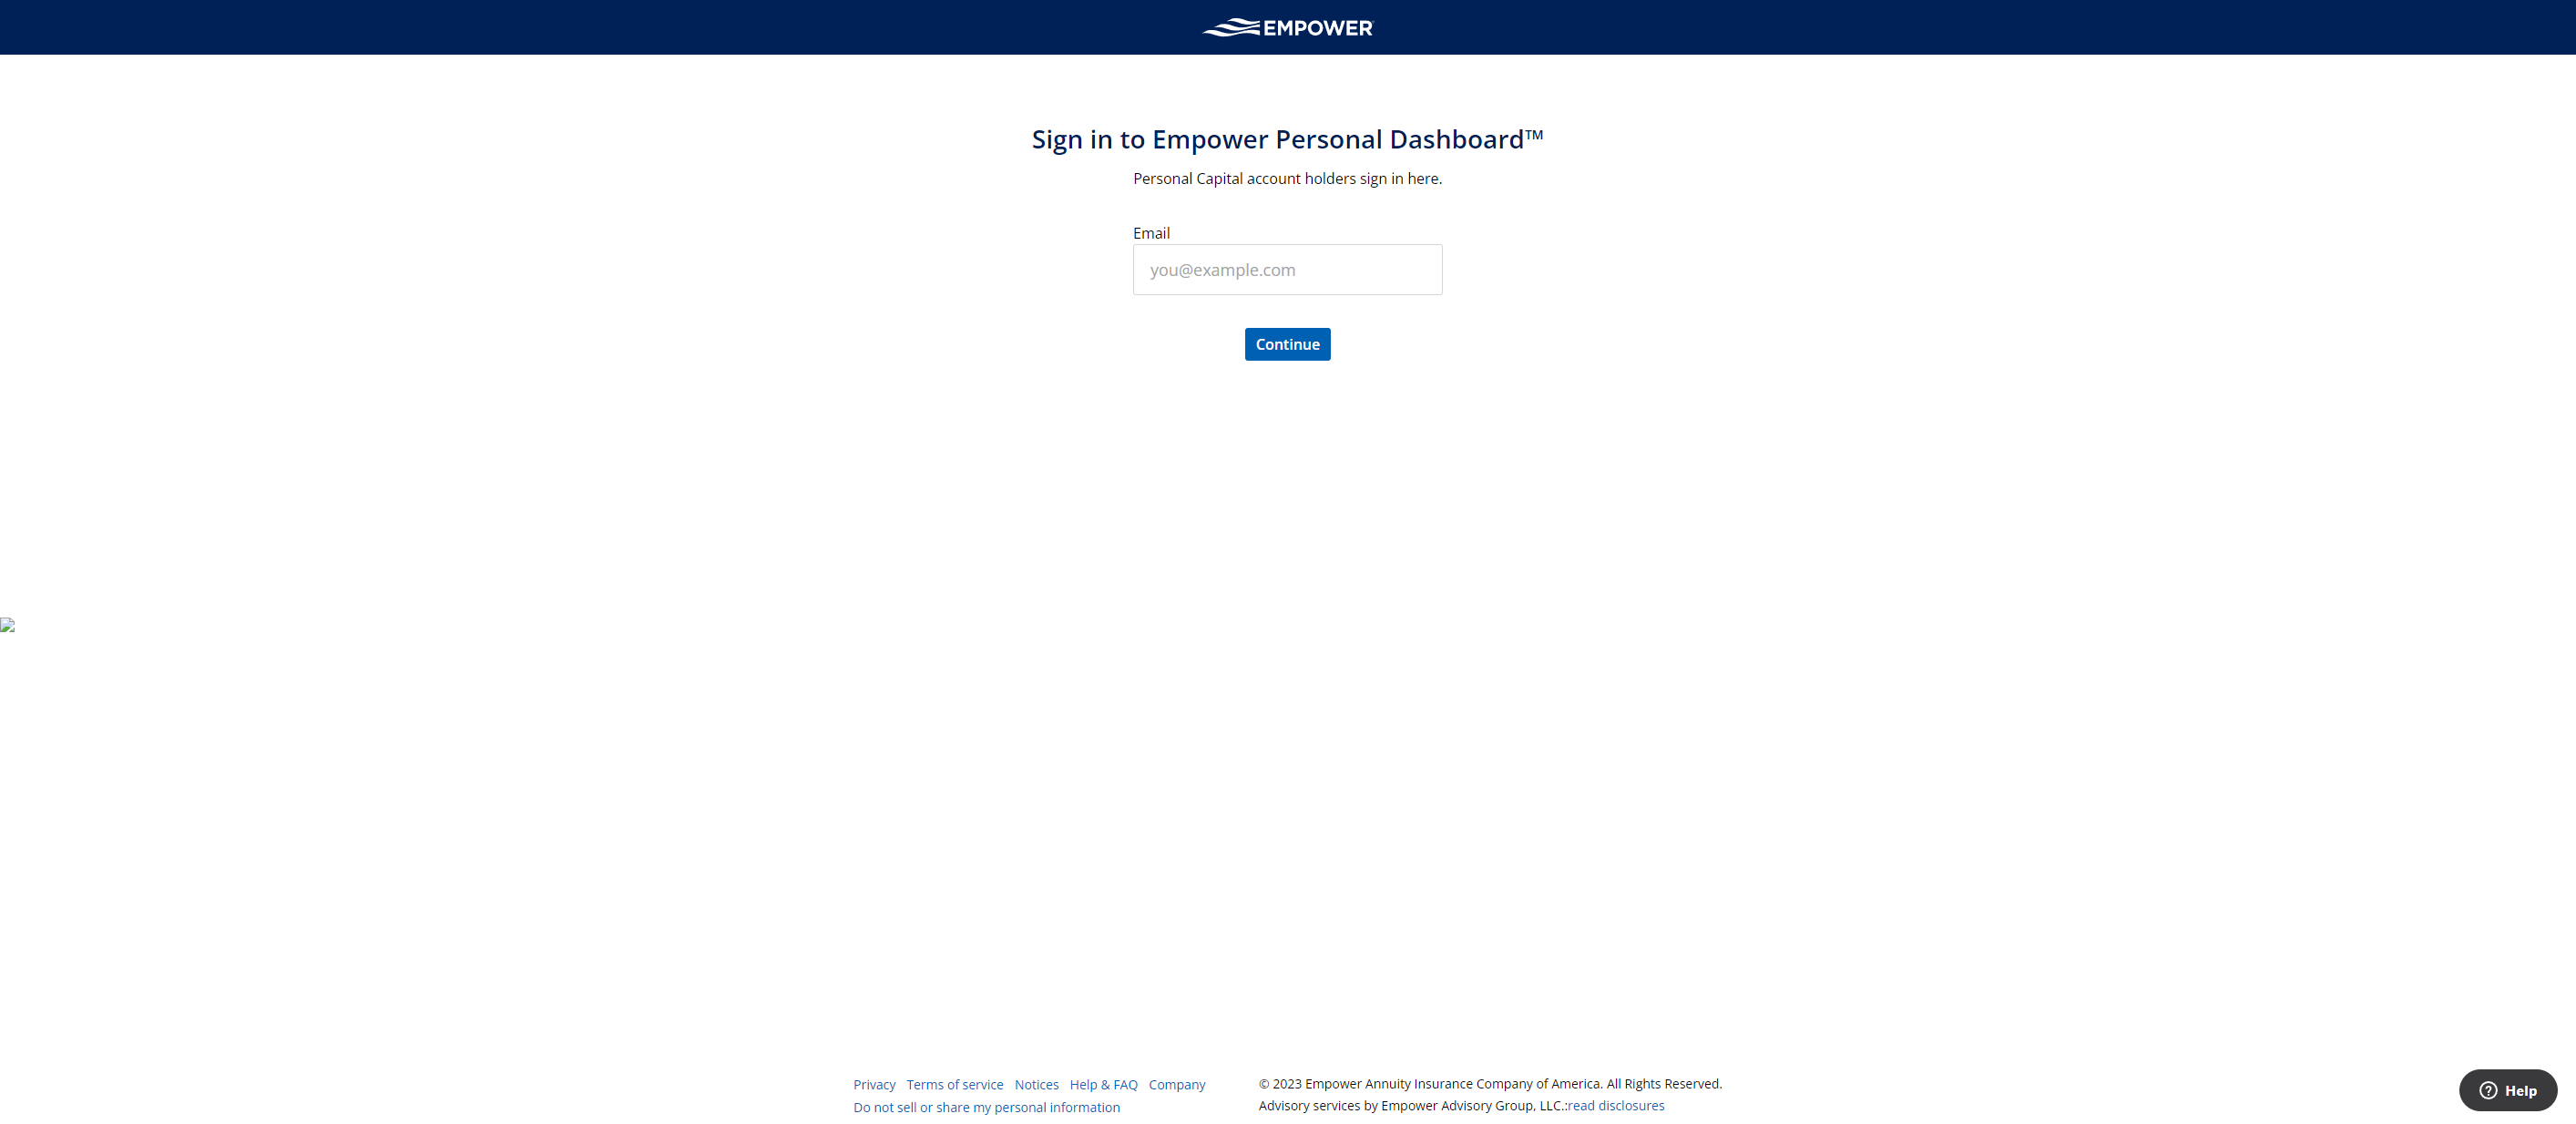 EMPOWER
Sign in to Empower Personal Dashboard™
Personal Capital account holders sign in here.
Email
you@example.com
Continue
Privacy Terms of service Notices Help & FAQ Company
Do not sell or share my personal information
© 2023 Empower Annuity Insurance Company of America. All Rights Reserved.
Advisory services by Empower Advisory Group, LLC.:read disclosures
Help